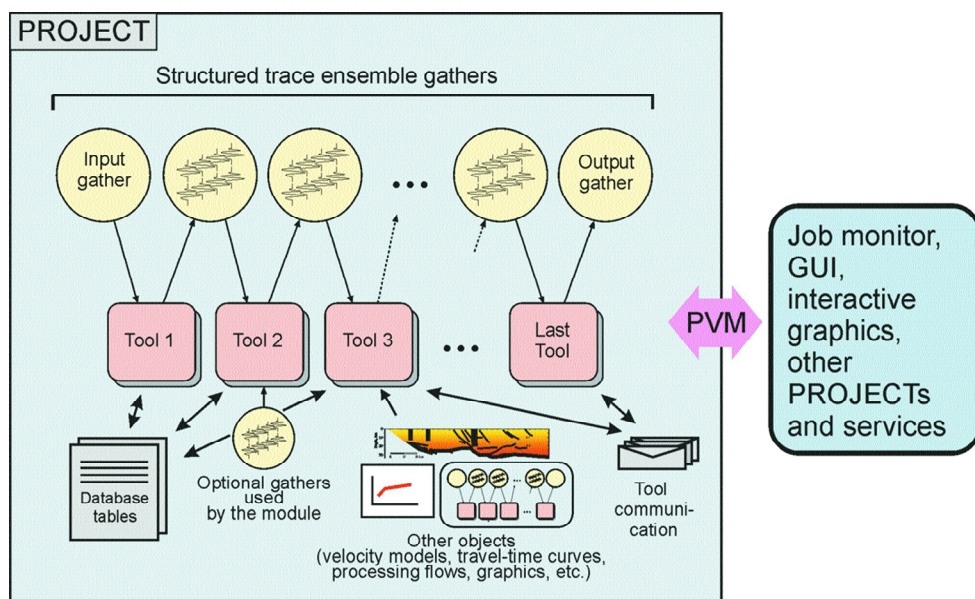 PROJECT
Structured trace ensemble gathers
Input
gather
Output
gather
Tool 1
Tool 2
Tool 3
Last
Tool
PVM
Job monitor,
GUI,
interactive
graphics,
other
PROJECTs
and services
Database
tables
Optional gathers
used
by the module
Other objects
(velocity models, travel-time curves,
processing flows, graphics, etc.)
Tool
communi-
cation